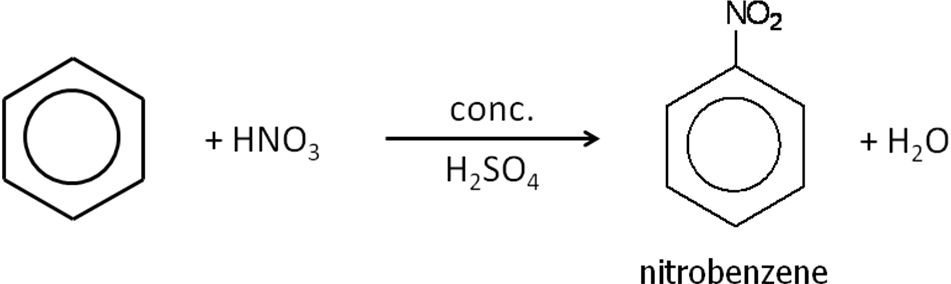 NO₂
conc.
+ HNO₃
+ H₂O
H₂SO₄
nitrobenzene